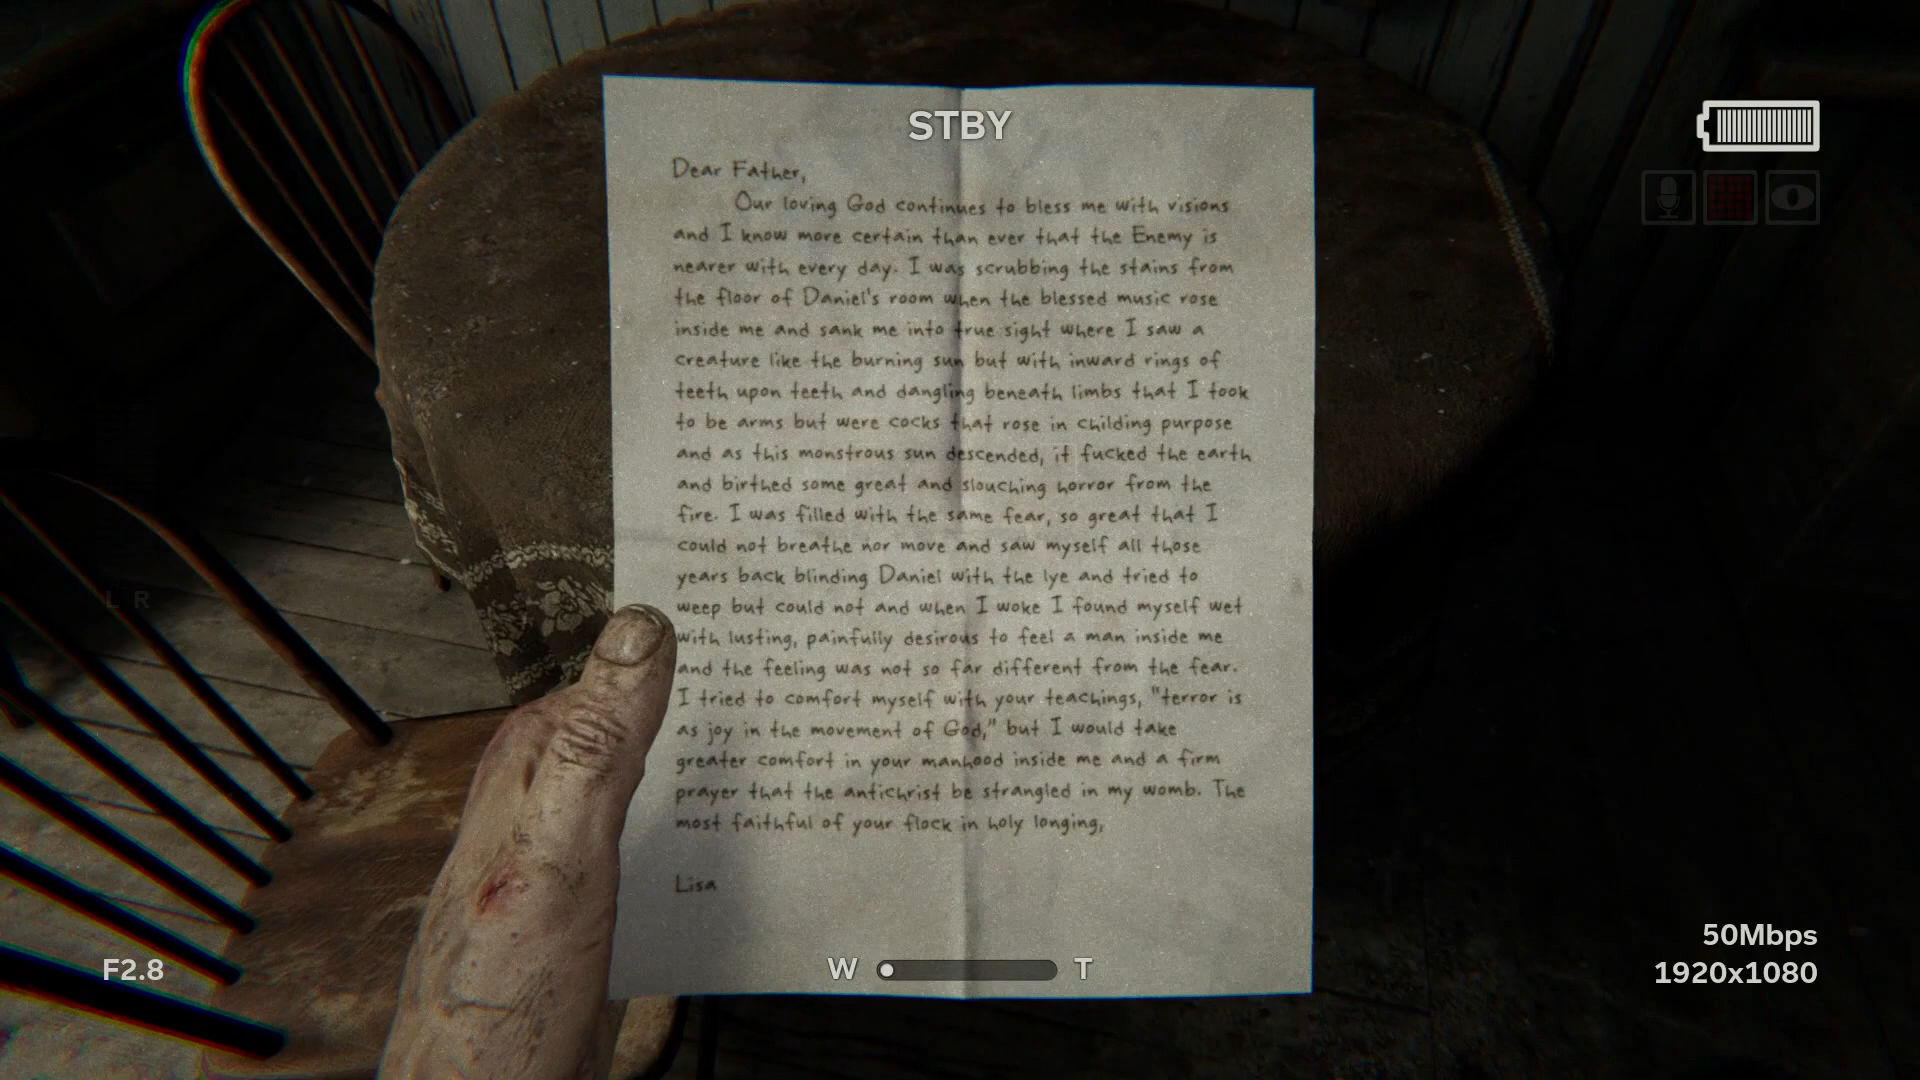 STBY
Dear Father,
Our loving God continues to bless me with visions
and I know more certain than ever that the Enemy is
nearer with every day. I was scrubbing the stains from
the floor of Daniel's room when the blessed music rose
inside me and sank me into true sight where I saw a
creature like the burning sun but with inward rings of
teeth upon teeth and dangling beneath limbs that I took
to be arms but were cocks that rose in childing purpose
and as this monstrous sun descended, it fucked the earth
and birthed some great and slouching horror from the
fire. I was filled with the same fear, so great that I
could not breathe nor move and saw myself all those
years back blinding Daniel with the lye and tried to
weep but could not and when I woke I found myself wet
with lusting, painfully desirous to feel a man inside me
and the feeling was not so far different from the fear.
I tried to comfort myself with your teachings, "terror is
as joy in the movement of God," but I would take
greater comfort in your manhood inside me and a firm
prayer that the antichrist be strangled in my womb. The
most faithful of your flock in holy longing,
Lisa
L R
F2.8
W T
50Mbps
1920x1080